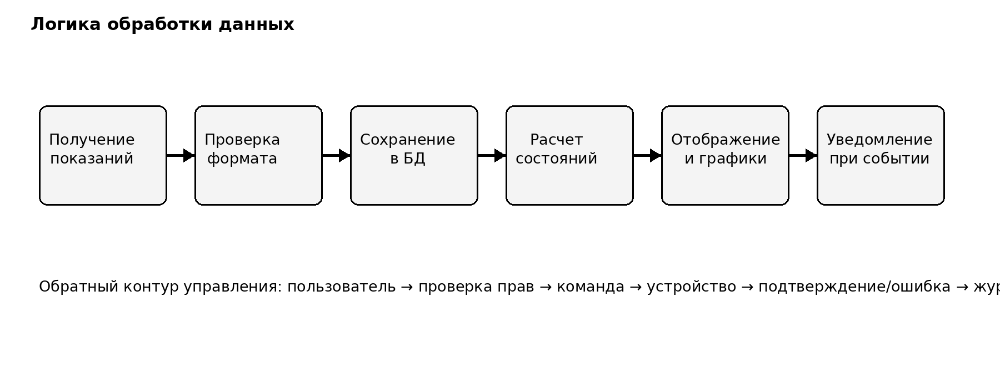 Логика обработки данных
Получение
показаний
Проверка
формата
Сохранение
в БД
Расчет
состояний
Отображение
и графики
Уведомление
при событии
Обратный контур управления: пользователь → проверка прав → команда → устройство → подтверждение/ошибка →